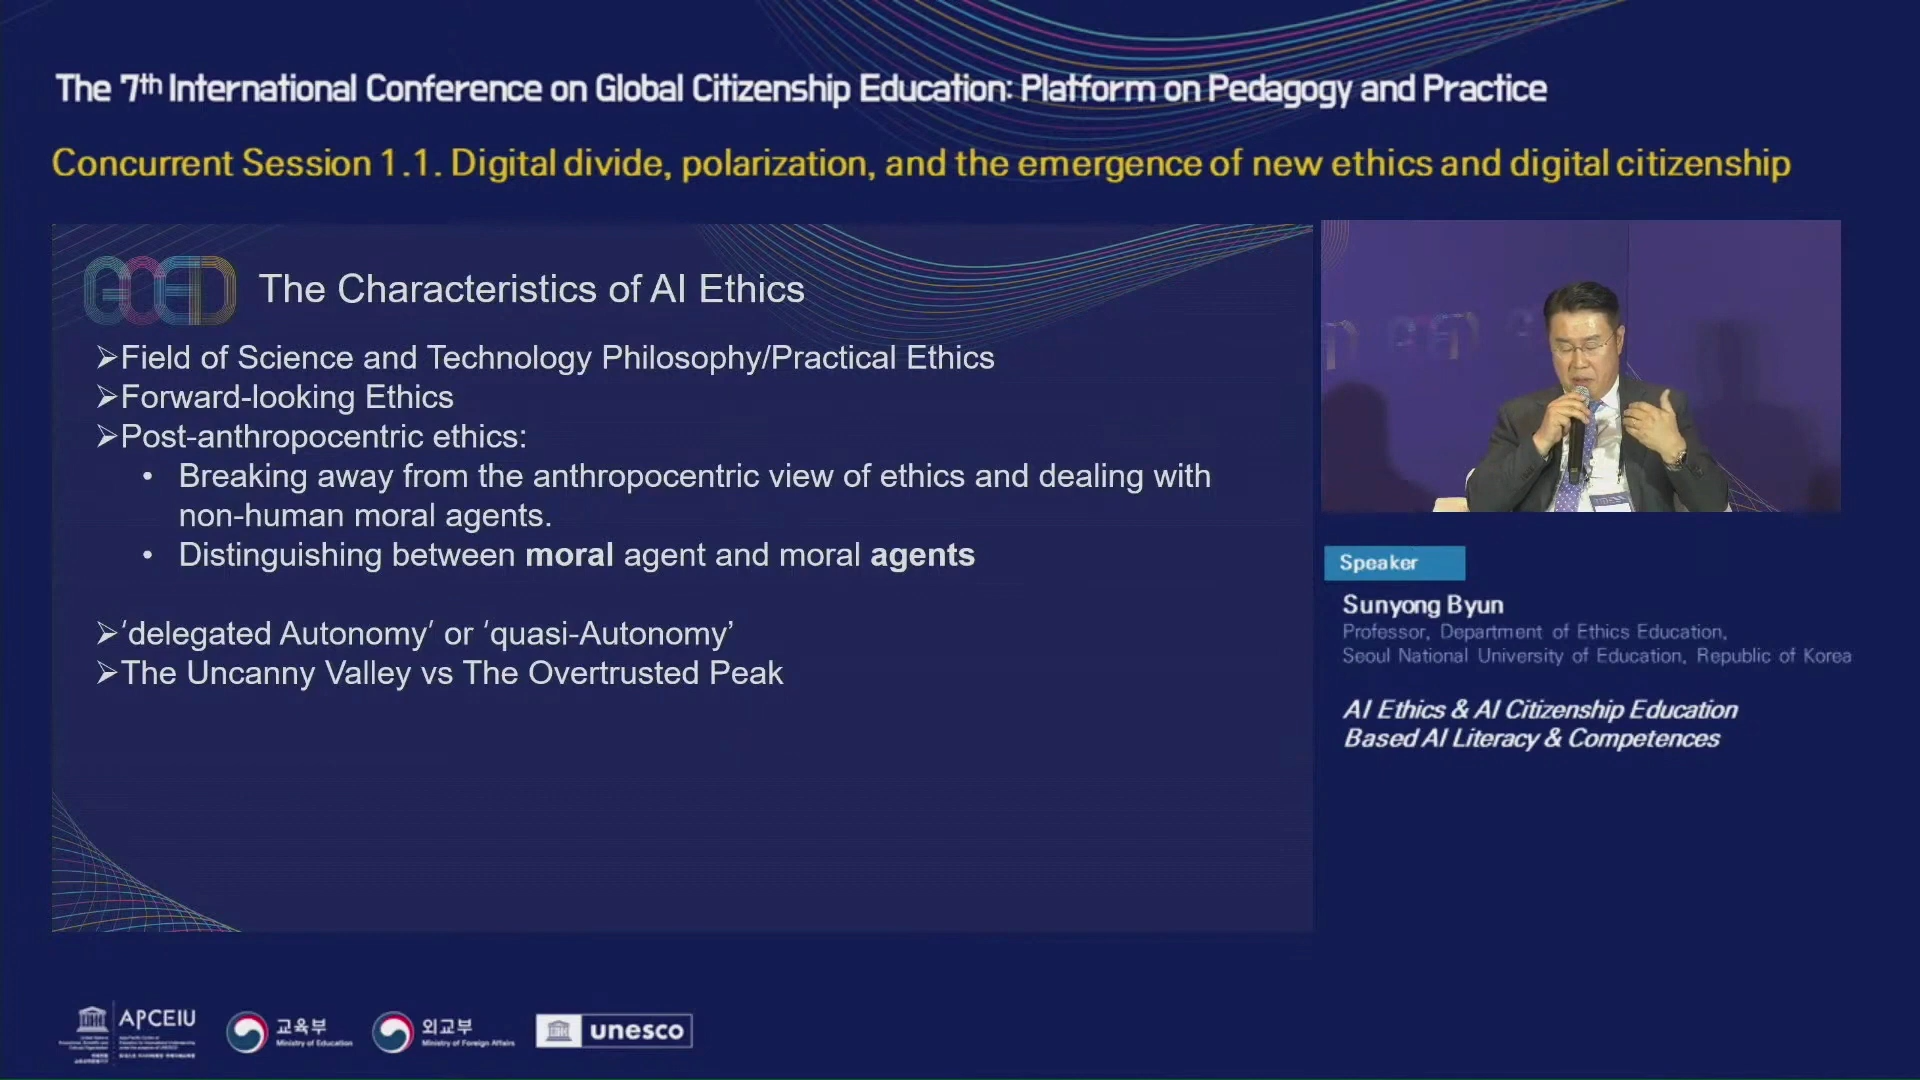 The 7th International Conference on Global Citizenship Education: Platform on Pedagogy and Practice
Concurrent Session 1.1. Digital divide, polarization, and the emergence of new ethics and digital citizenship
GCED
The Characteristics of AI Ethics
➢Field of Science and Technology Philosophy/Practical Ethics
➢Forward-looking Ethics
➢Post-anthropocentric ethics:
• Breaking away from the anthropocentric view of ethics and dealing with
non-human moral agents.
• Distinguishing between moral agent and moral agents
➢‘delegated Autonomy’ or ‘quasi-Autonomy’
➢The Uncanny Valley vs The Overtrusted Peak
Speaker
Sunyong Byun
Professor, Department of Ethics Education,
Seoul National University of Education, Republic of Korea
AI Ethics & AI Citizenship Education
Based AI Literacy & Competences
APCEIU
교육부
Ministry of Education
외교부
Ministry of Foreign Affairs
unesco